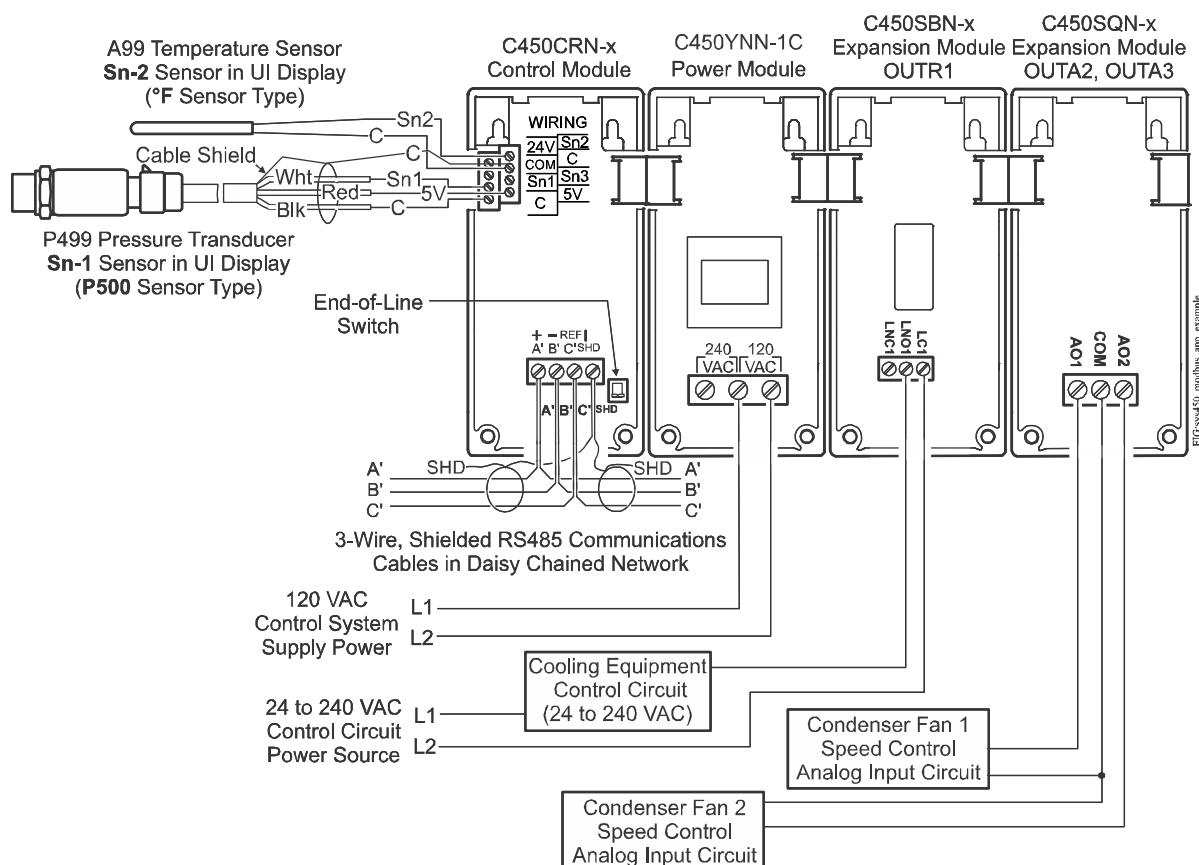 A99 Temperature Sensor
Sn-2 Sensor in UI Display
(°F Sensor Type)
C450CRN-x
Control Module
C450YNN-1C
Power Module
C450SBN-x
Expansion Module
OUTR1
C450SQN-x
Expansion Module
OUTA2, OUTA3
Sn2
C
Cable Shield
C
Wht
Sn1
Red
5V
Blk
C
WIRING
24V Sn2
COM C
Sn1 Sn3
C 5V
P499 Pressure Transducer
Sn-1 Sensor in UI Display
(P500 Sensor Type)
End-of-Line
Switch
+ – REF
A' B' C' SHD
A' B' C' SHD
240 VAC
120 VAC
LNC1
LNO1
LC1
AO1
COM
AO2
FIG:sys450_modbus_app_example
SHD
SHD
A'
B'
C'
A'
B'
C'
3-Wire, Shielded RS485 Communications
Cables in Daisy Chained Network
120 VAC
Control System
Supply Power
L1
L2
Cooling Equipment
Control Circuit
(24 to 240 VAC)
24 to 240 VAC
Control Circuit
Power Source
L1
L2
Condenser Fan 1
Speed Control
Analog Input Circuit
Condenser Fan 2
Speed Control
Analog Input Circuit